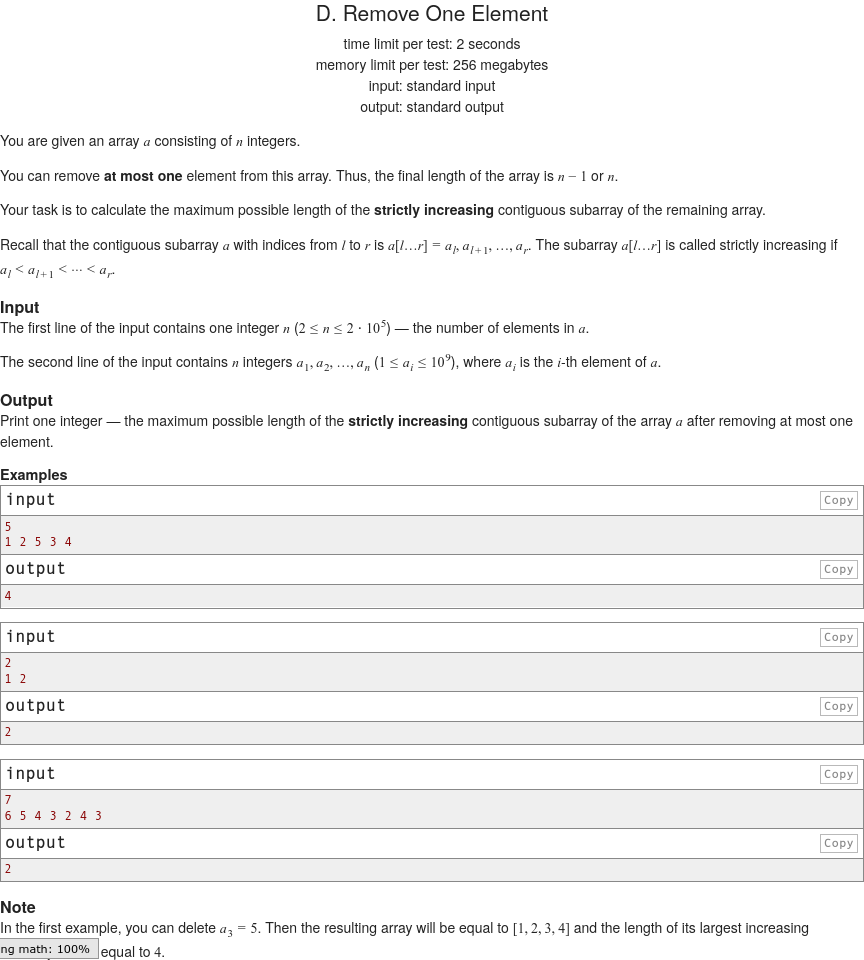 D. Remove One Element
time limit per test: 2 seconds
memory limit per test: 256 megabytes
input: standard input
output: standard output
You are given an array a consisting of n integers.
You can remove at most one element from this array. Thus, the final length of the array is n − 1 or n.
Your task is to calculate the maximum possible length of the strictly increasing contiguous subarray of the remaining array.
Recall that the contiguous subarray a with indices from l to r is a[l…r] = a_l, a_{l+1}, …, a_r. The subarray a[l…r] is called strictly increasing if
a_l < a_{l+1} < ⋯ < a_r.
Input
The first line of the input contains one integer n (2 ≤ n ≤ 2 · 10^5) — the number of elements in a.
The second line of the input contains n integers a_1, a_2, …, a_n (1 ≤ a_i ≤ 10^9), where a_i is the i-th element of a.
Output
Print one integer — the maximum possible length of the strictly increasing contiguous subarray of the array a after removing at most one
element.
Examples
input Copy
5
1 2 5 3 4
output Copy
4
input Copy
2
1 2
output Copy
2
input Copy
7
6 5 4 3 2 4 3
output Copy
2
Note
In the first example, you can delete a_3 = 5. Then the resulting array will be equal to [1, 2, 3, 4] and the length of its largest increasing
ng math: 100% equal to 4.